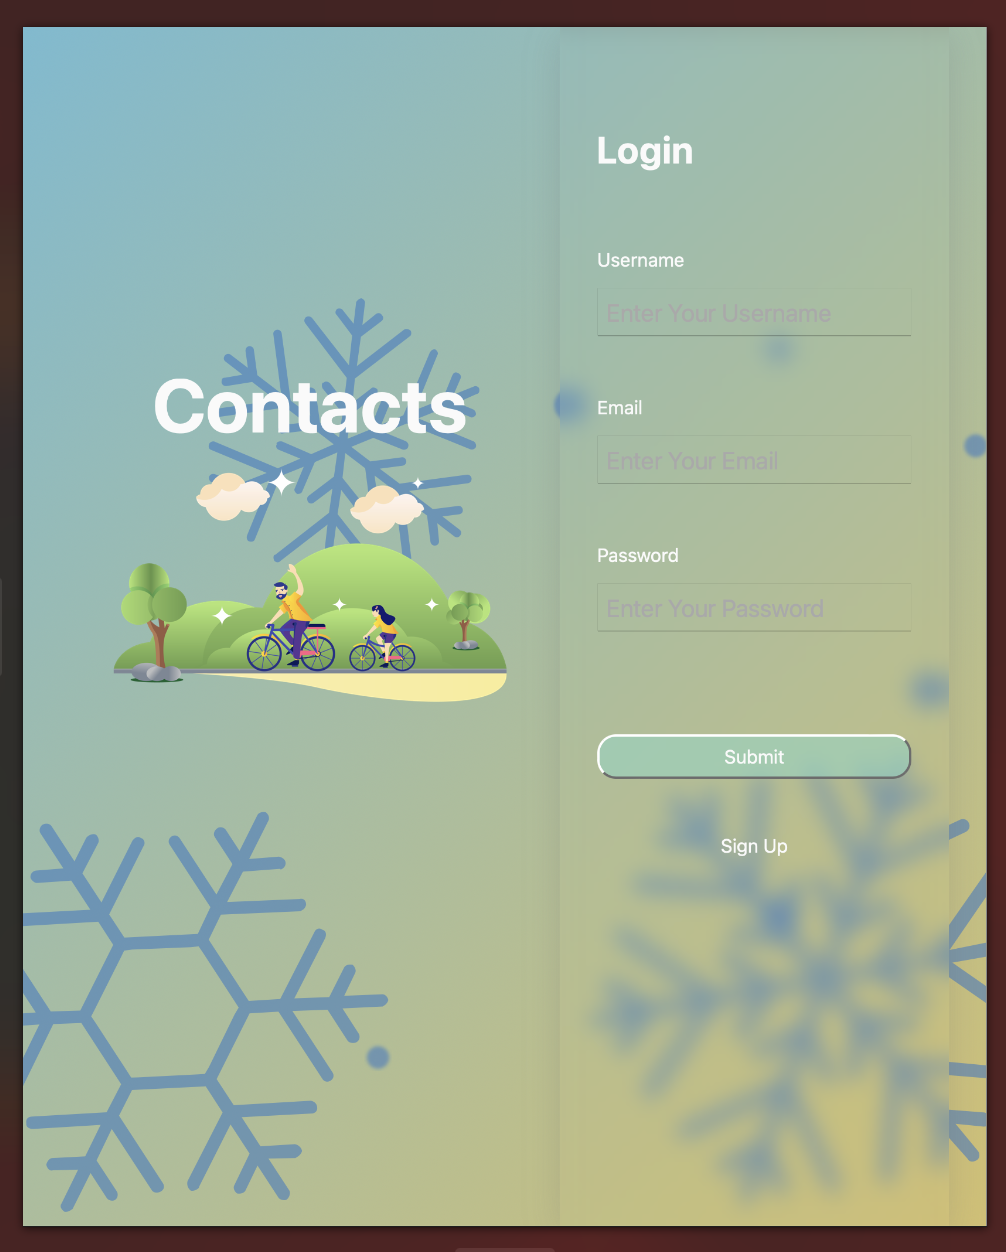 Contacts
Login
Username
Enter Your Username
Email
Enter Your Email
Password
Enter Your Password
Submit
Sign Up